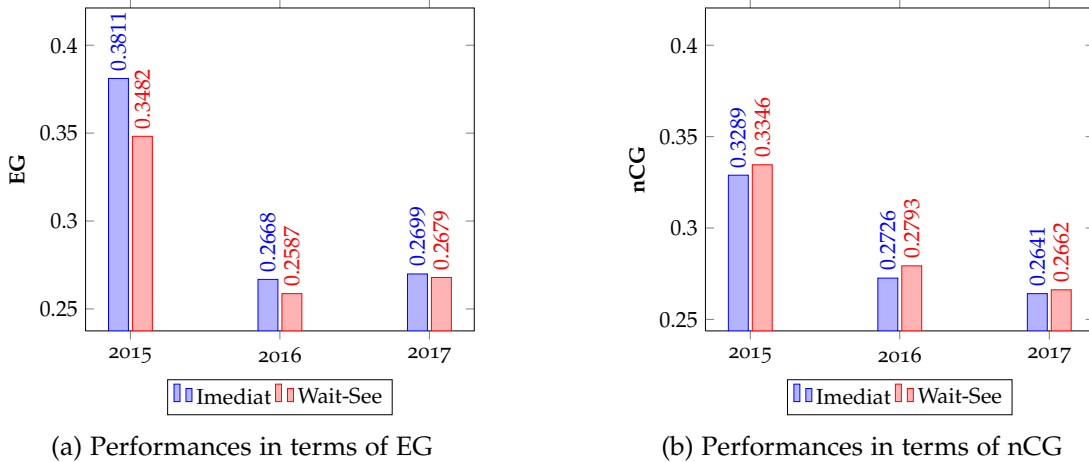 0.4
0.35
0.3
0.25
EG
0.3811
0.3482
0.2668
0.2587
0.2699
0.2679
2015 2016 2017
Imediat Wait-See
(a) Performances in terms of EG
0.4
0.35
0.3
0.25
nCG
0.3289
0.3346
0.2726
0.2793
0.2641
0.2662
2015 2016 2017
Imediat Wait-See
(b) Performances in terms of nCG